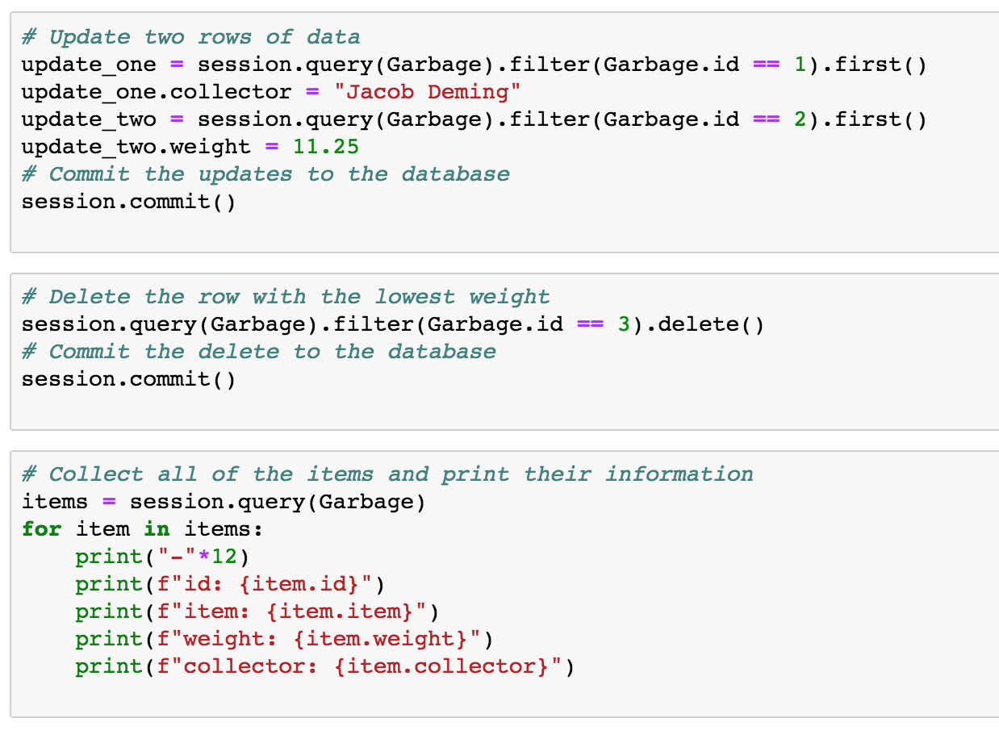 # Update two rows of data
update_one = session.query(Garbage).filter(Garbage.id == 1).first()
update_one.collector = "Jacob Deming"
update_two = session.query(Garbage).filter(Garbage.id == 2).first()
update_two.weight = 11.25
# Commit the updates to the database
session.commit()
# Delete the row with the lowest weight
session.query(Garbage).filter(Garbage.id == 3).delete()
# Commit the delete to the database
session.commit()
# Collect all of the items and print their information
items = session.query(Garbage)
for item in items:
    print("-"*12)
    print(f"id: {item.id}")
    print(f"item: {item.item}")
    print(f"weight: {item.weight}")
    print(f"collector: {item.collector}")